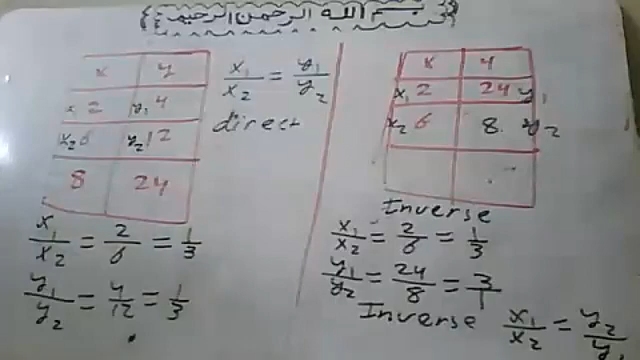 بسم الله الرحمن الرحيم
x y
x₁ 2 y₁ 4
x₂ 6 y₂ 12
8 24
x₁/x₂ = y₁/y₂
direct
x₁/x₂ = 2/6 = 1/3
y₁/y₂ = 4/12 = 1/3
x y
x₁ 2 24 y₁
x₂ 6 8 y₂
Inverse
x₁/x₂ = 2/6 = 1/3
y₁/y₂ = 24/8 = 3/1
Inverse x₁/x₂ = y₂/y₁